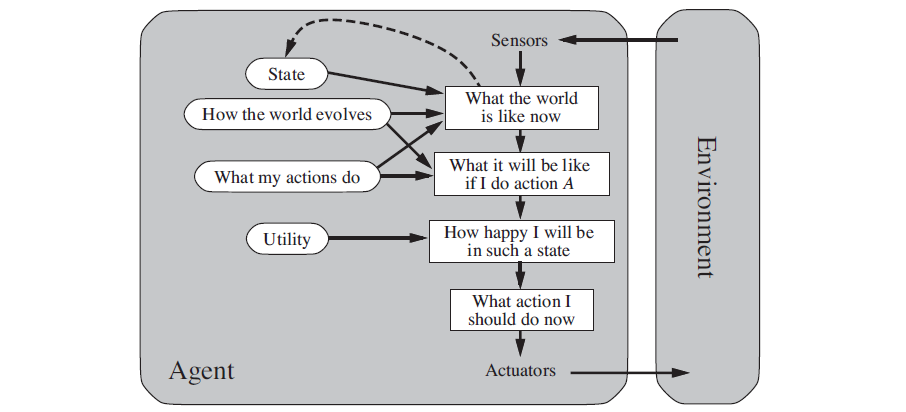 Sensors
State
What the world
is like now
How the world evolves
What it will be like
if I do action A
What my actions do
How happy I will be
in such a state
Utility
What action I
should do now
Agent
Actuators
Environment